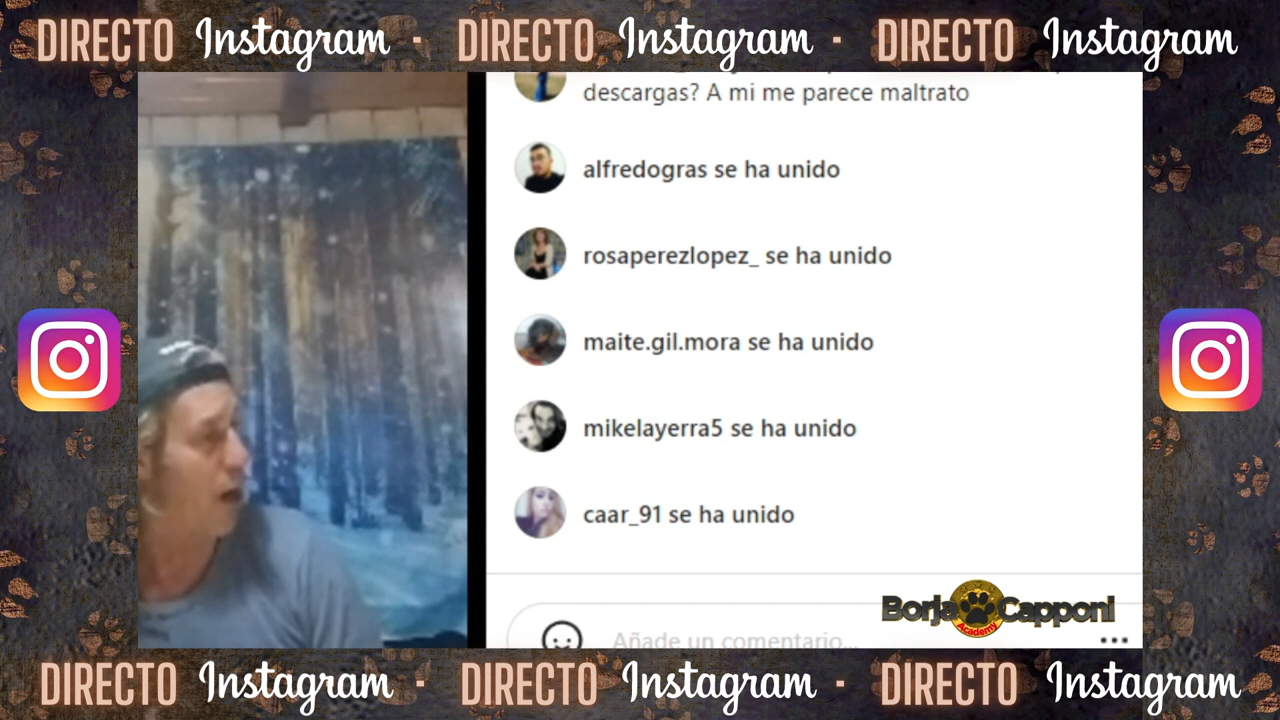 DIRECTO Instagram · DIRECTO Instagram · DIRECTO Instagram
descargas? A mi me parece maltrato
alfredogras se ha unido
rosaperezlopez_ se ha unido
maite.gil.mora se ha unido
mikelayerra5 se ha unido
caar_91 se ha unido
Borja Capponi
Academy
Añade un comentario...
DIRECTO Instagram · DIRECTO Instagram · DIRECTO Instagram